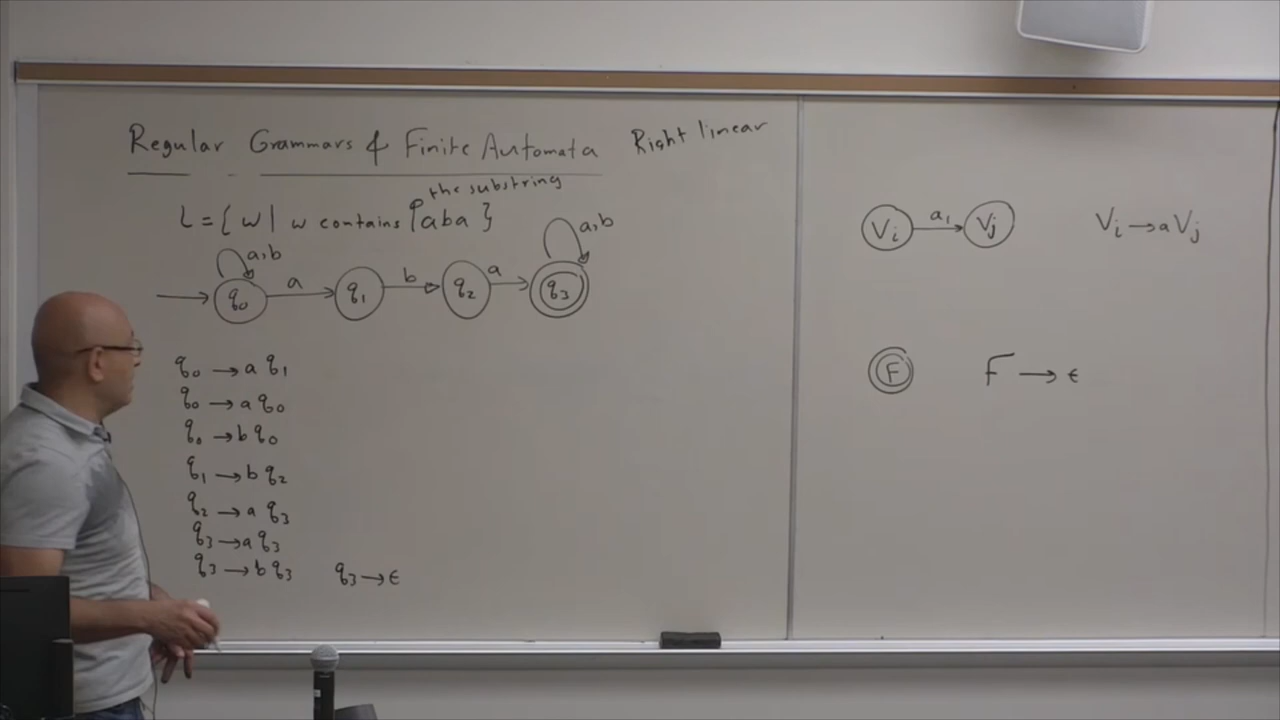 Regular Grammars & Finite Automata Right linear
the substring
L = { w | w contains aba }
a,b a,b
q₀ a q₁ b q₂ a q₃
q₀ → a q₁
q₀ → a q₀
q₀ → b q₀
q₁ → b q₂
q₂ → a q₃
q₃ → a q₃
q₃ → b q₃ q₃ → ε
Vᵢ a₁ Vⱼ Vᵢ → a Vⱼ
F F → ε